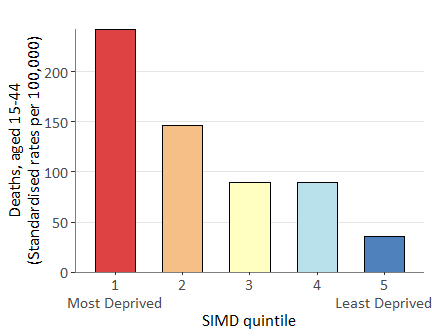 Deaths, aged 15-44
(Standardised rates per 100,000)
200
150
100
50
0
1 2 3 4 5
Most Deprived Least Deprived
SIMD quintile